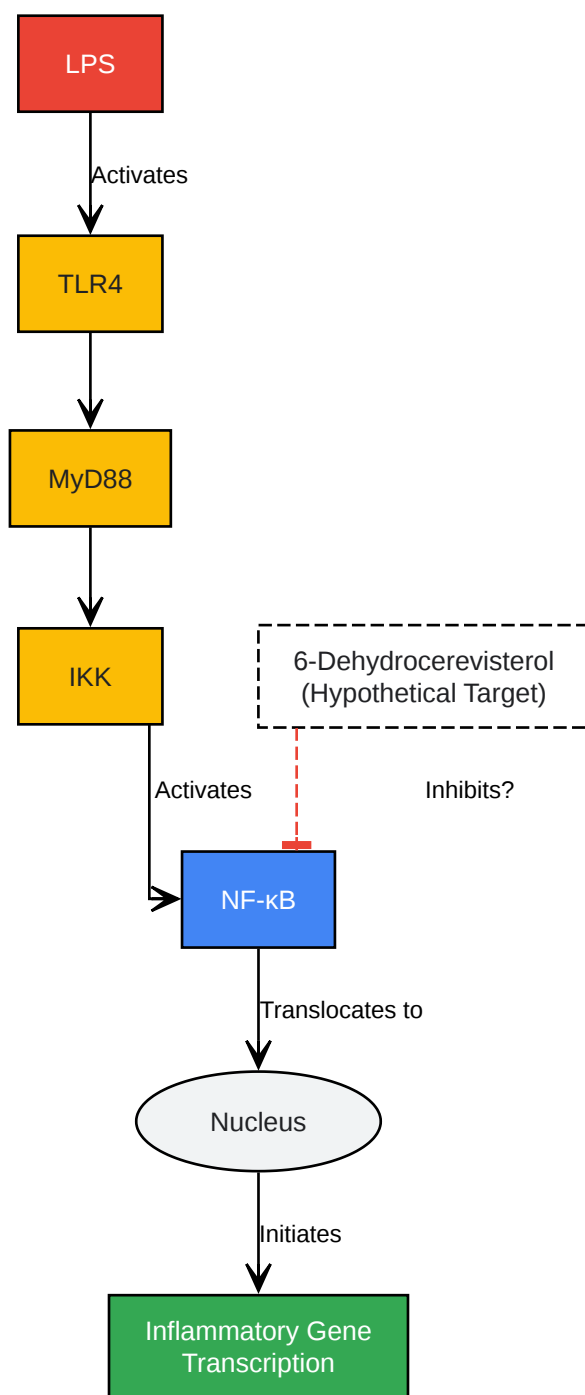 LPS
Activates
TLR4
MyD88
IKK
6-Dehydrocerevisterol
(Hypothetical Target)
Activates
Inhibits?
NF-κB
Translocates to
Nucleus
Initiates
Inflammatory Gene
Transcription